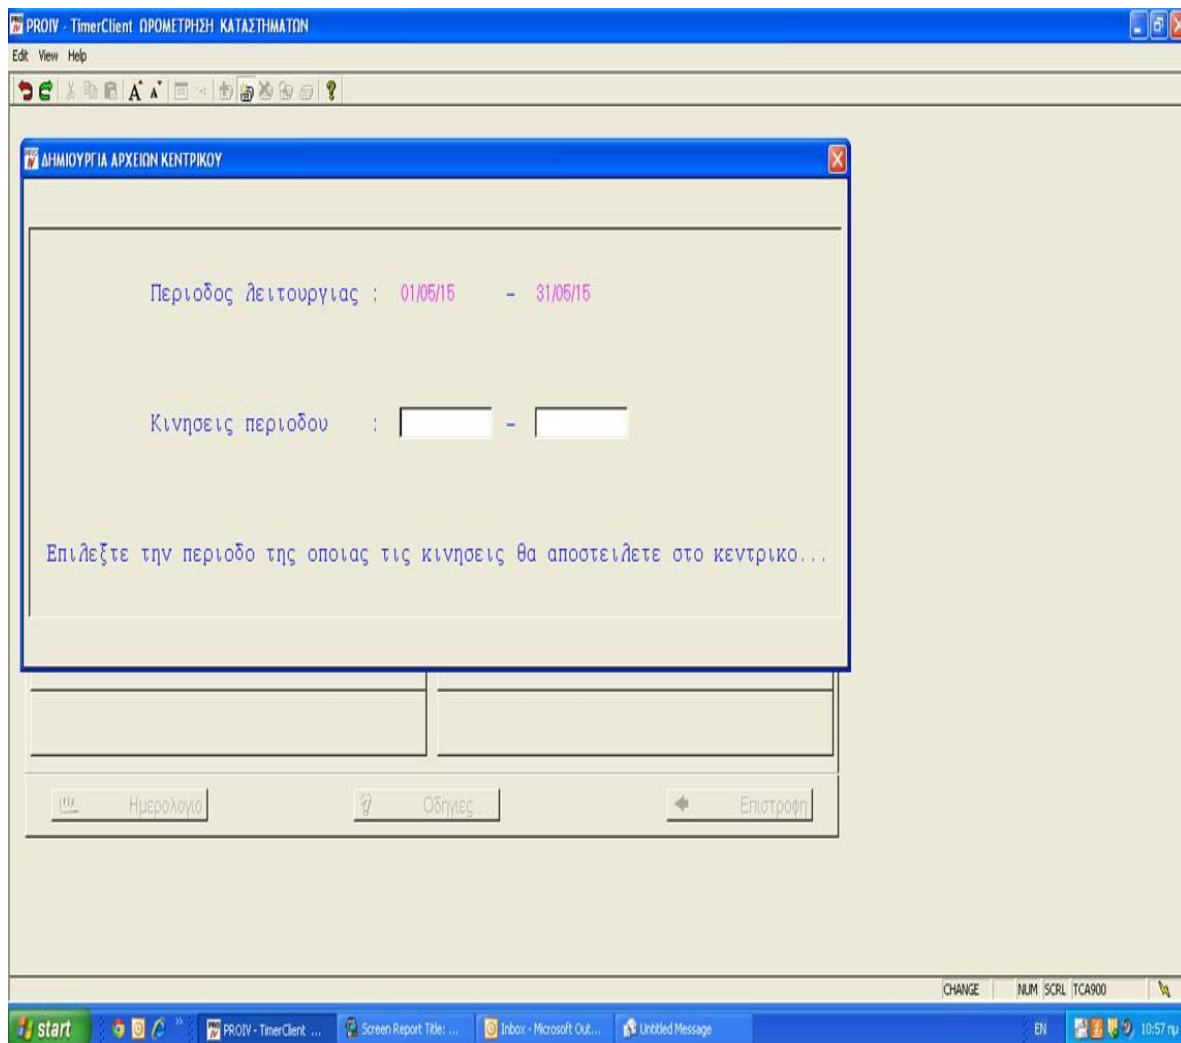 PROIV - TimerClient ΩΡΟΜΕΤΡΗΣΗ ΚΑΤΑΣΤΗΜΑΤΩΝ
Edit View Help
ΔΗΜΙΟΥΡΓΙΑ ΑΡΧΕΙΩΝ ΚΕΝΤΡΙΚΟΥ
Περιοδος λειτουργιας : 01/05/15 - 31/05/15
Κινησεις περιοδου : -
Επιλεξτε την περιοδο της οποιας τις κινησεις θα αποστειλετε στο κεντρικο...
Ημερολογιο Οδηγιες... Επιστροφη
CHANGE NUM SCRL TCA900
start PROIV - TimerClient ... Screen Report Title: ... Inbox - Microsoft Out... Untitled Message EN 10:57 πμ